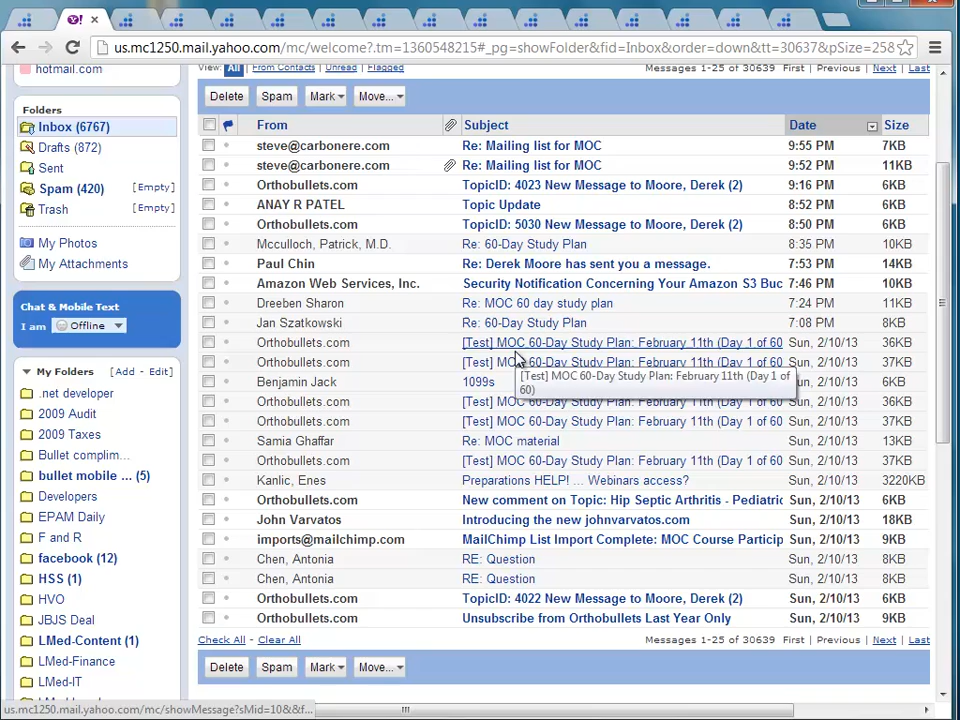 Y!
us.mc1250.mail.yahoo.com/mc/welcome?.tm=1360548215#_pg=showFolder&fid=Inbox&order=down&tt=30637&pSize=258
hotmail.com
View: All From Contacts Unread Flagged Messages 1-25 of 30639 First | Previous | Next | Last
Delete Spam Mark Move...
Folders
Inbox (6767)
Drafts (872)
Sent
Spam (420) [Empty]
Trash [Empty]
My Photos
My Attachments
Chat & Mobile Text
I am Offline
My Folders [Add - Edit]
.net developer
2009 Audit
2009 Taxes
Bullet complim...
bullet mobile ... (5)
Developers
EPAM Daily
F and R
facebook (12)
HSS (1)
HVO
JBJS Deal
LMed-Content (1)
LMed-Finance
LMed-IT
From Subject Date Size
steve@carbonere.com Re: Mailing list for MOC 9:55 PM 7KB
steve@carbonere.com Re: Mailing list for MOC 9:52 PM 11KB
Orthobullets.com TopicID: 4023 New Message to Moore, Derek (2) 9:16 PM 6KB
ANAY R PATEL Topic Update 8:52 PM 6KB
Orthobullets.com TopicID: 5030 New Message to Moore, Derek (2) 8:50 PM 6KB
Mcculloch, Patrick, M.D. Re: 60-Day Study Plan 8:35 PM 10KB
Paul Chin Re: Derek Moore has sent you a message. 7:53 PM 14KB
Amazon Web Services, Inc. Security Notification Concerning Your Amazon S3 Buc 7:46 PM 10KB
Dreeben Sharon Re: MOC 60 day study plan 7:24 PM 11KB
Jan Szatkowski Re: 60-Day Study Plan 7:08 PM 8KB
Orthobullets.com [Test] MOC 60-Day Study Plan: February 11th (Day 1 of 60 Sun, 2/10/13 36KB
Orthobullets.com [Test] MOC 60-Day Study Plan: February 11th (Day 1 of 60 Sun, 2/10/13 37KB
[Test] MOC 60-Day Study Plan: February 11th (Day 1 of
60)
Benjamin Jack 1099s Sun, 2/10/13 9KB
Orthobullets.com [Test] MOC 60-Day Study Plan: February 11th (Day 1 of 60 Sun, 2/10/13 36KB
Orthobullets.com [Test] MOC 60-Day Study Plan: February 11th (Day 1 of 60 Sun, 2/10/13 37KB
Samia Ghaffar Re: MOC material Sun, 2/10/13 13KB
Orthobullets.com [Test] MOC 60-Day Study Plan: February 11th (Day 1 of 60 Sun, 2/10/13 37KB
Kanlic, Enes Preparations HELP! ... Webinars access? Sun, 2/10/13 3220KB
Orthobullets.com New comment on Topic: Hip Septic Arthritis - Pediatric Sun, 2/10/13 6KB
John Varvatos Introducing the new johnvarvatos.com Sun, 2/10/13 18KB
imports@mailchimp.com MailChimp List Import Complete: MOC Course Particip Sun, 2/10/13 9KB
Chen, Antonia RE: Question Sun, 2/10/13 8KB
Chen, Antonia RE: Question Sun, 2/10/13 8KB
Orthobullets.com TopicID: 4022 New Message to Moore, Derek (2) Sun, 2/10/13 6KB
Orthobullets.com Unsubscribe from Orthobullets Last Year Only Sun, 2/10/13 6KB
Check All - Clear All Messages 1-25 of 30639 First | Previous | Next | Last
Delete Spam Mark Move...
us.mc1250.mail.yahoo.com/mc/showMessage?sMid=10&&f...